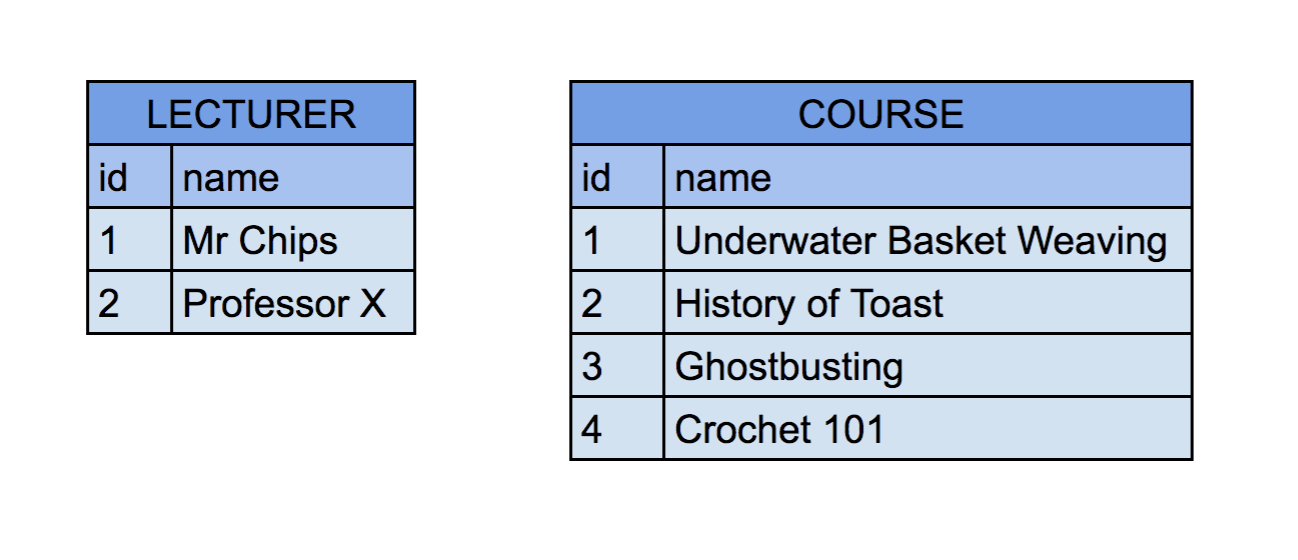 LECTURER
id name
1 Mr Chips
2 Professor X
COURSE
id name
1 Underwater Basket Weaving
2 History of Toast
3 Ghostbusting
4 Crochet 101